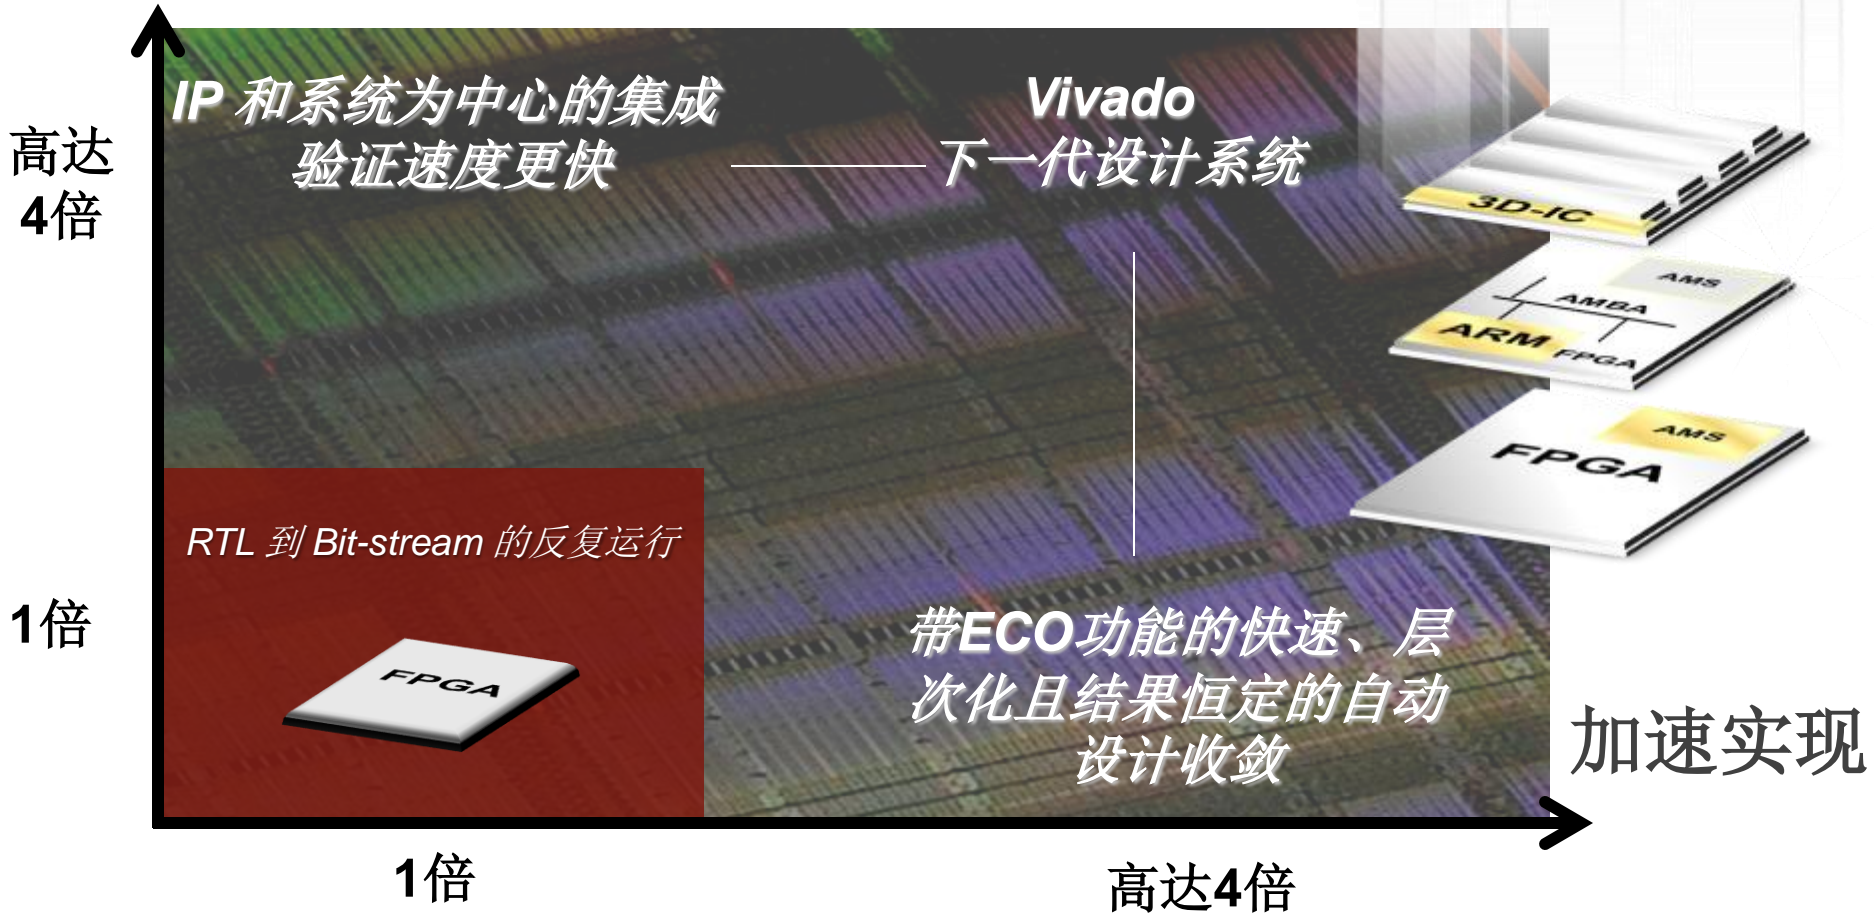 IP 和系统为中心的集成
验证速度更快
Vivado
下一代设计系统
高达
4倍
3D-IC
AMS
AMBA
ARM
FPGA
AMS
FPGA
RTL 到 Bit-stream 的反复运行
1倍
FPGA
带ECO功能的快速、层
次化且结果恒定的自动
设计收敛
加速实现
1倍
高达4倍